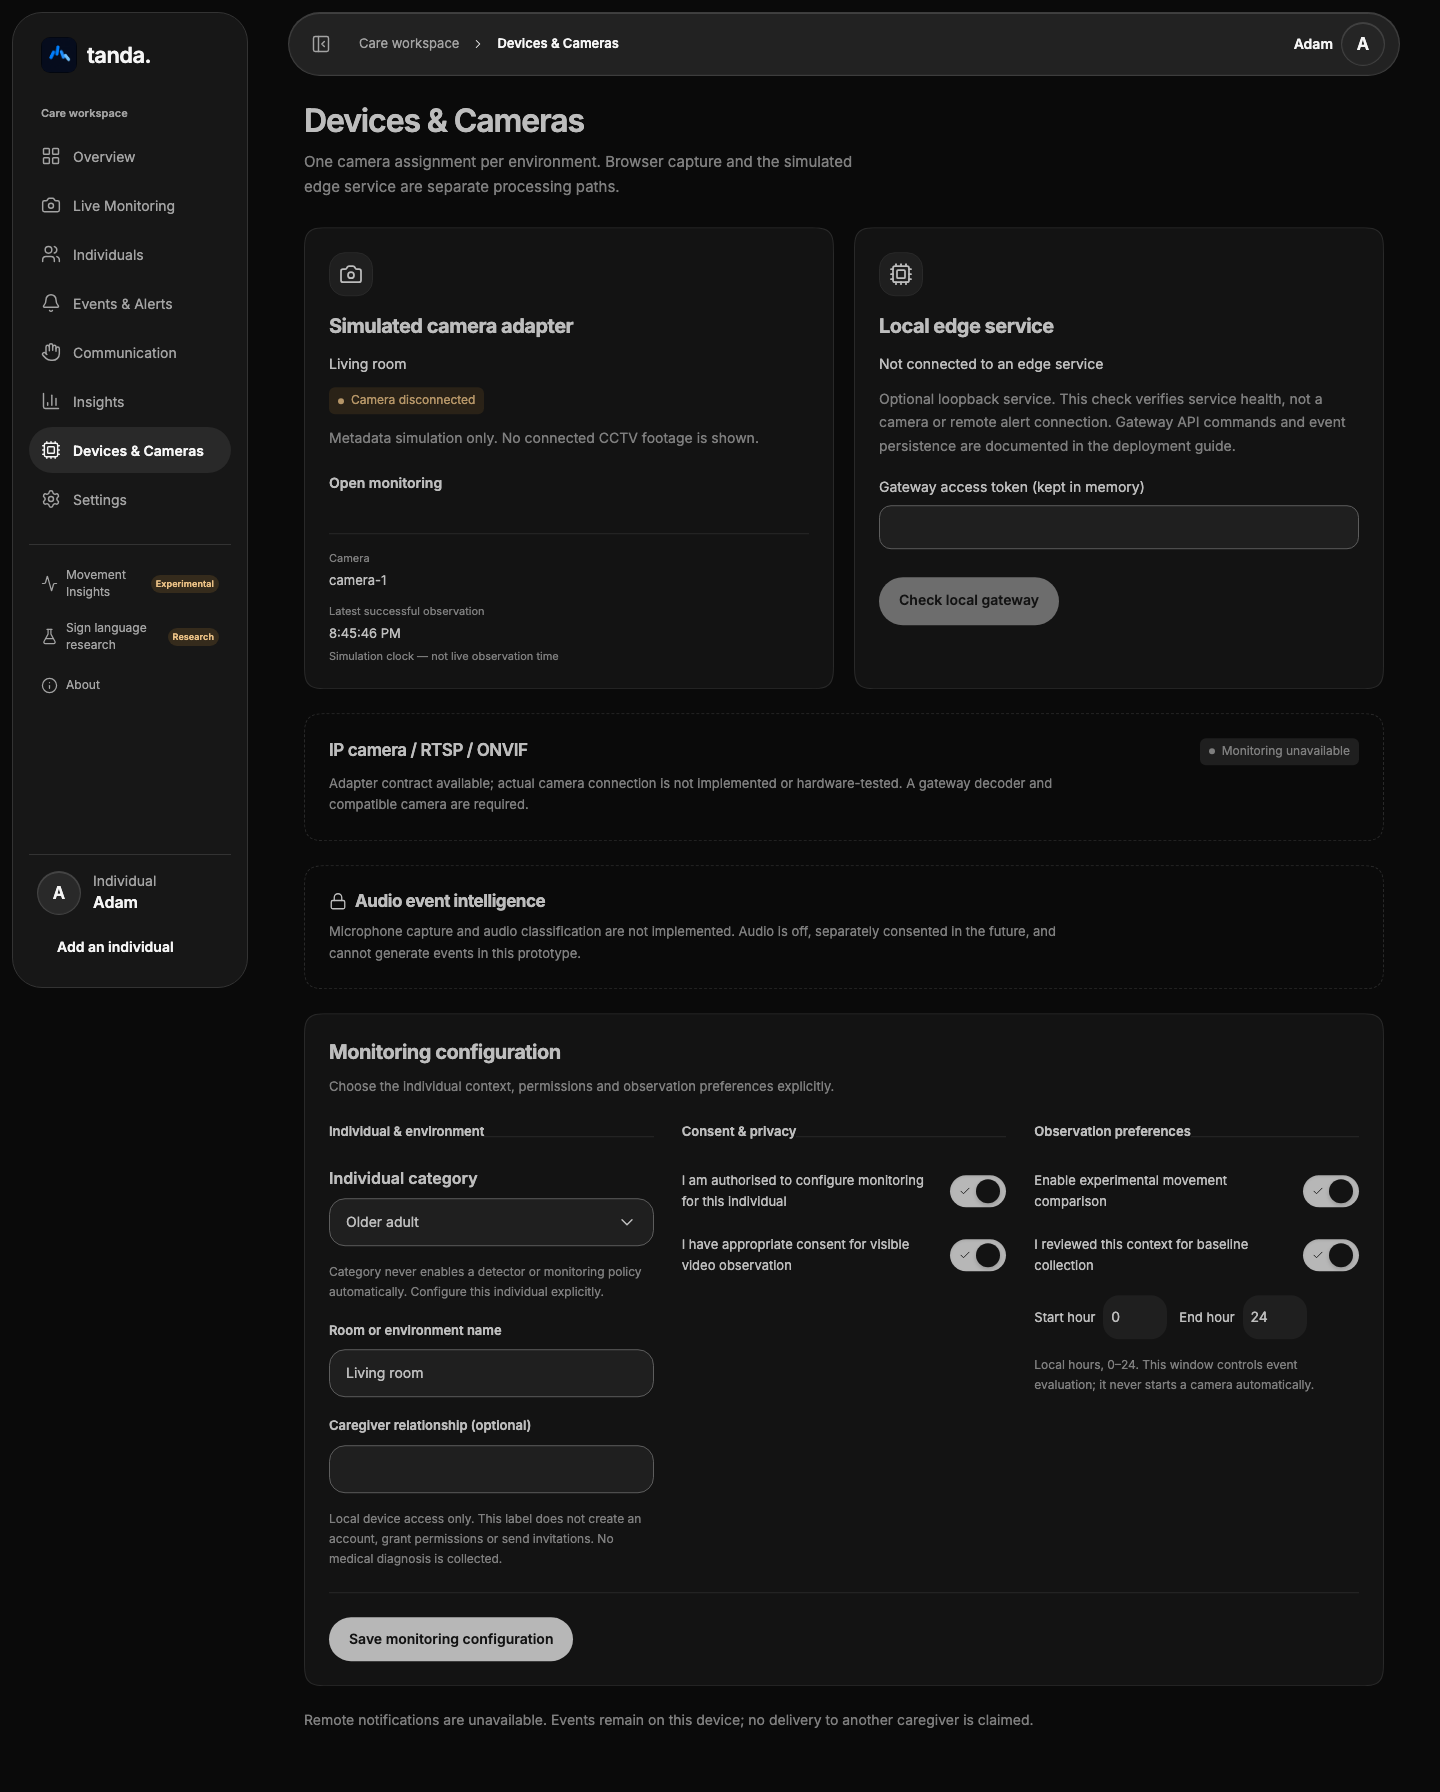 tanda.
Care workspace
Overview
Live Monitoring
Individuals
Events & Alerts
Communication
Insights
Devices & Cameras
Settings
Movement
Insights
Experimental
Sign language
research
Research
About
A
Individual
Adam
Add an individual
Care workspace
Devices & Cameras
Adam
A
Devices & Cameras
One camera assignment per environment. Browser capture and the simulated
edge service are separate processing paths.
Simulated camera adapter
Living room
Camera disconnected
Metadata simulation only. No connected CCTV footage is shown.
Open monitoring
Camera
camera-1
Latest successful observation
8:45:46 PM
Simulation clock — not live observation time
Local edge service
Not connected to an edge service
Optional loopback service. This check verifies service health, not a
camera or remote alert connection. Gateway API commands and event
persistence are documented in the deployment guide.
Gateway access token (kept in memory)
Check local gateway
IP camera / RTSP / ONVIF
Monitoring unavailable
Adapter contract available; actual camera connection is not implemented or hardware-tested. A gateway decoder and
compatible camera are required.
Audio event intelligence
Microphone capture and audio classification are not implemented. Audio is off, separately consented in the future, and
cannot generate events in this prototype.
Monitoring configuration
Choose the individual context, permissions and observation preferences explicitly.
Individual & environment
Individual category
Older adult
Category never enables a detector or monitoring policy
automatically. Configure this individual explicitly.
Room or environment name
Living room
Caregiver relationship (optional)
Local device access only. This label does not create an
account, grant permissions or send invitations. No
medical diagnosis is collected.
Consent & privacy
I am authorised to configure monitoring
for this individual
I have appropriate consent for visible
video observation
Observation preferences
Enable experimental movement
comparison
I reviewed this context for baseline
collection
Start hour
0
End hour
24
Local hours, 0–24. This window controls event
evaluation; it never starts a camera automatically.
Save monitoring configuration
Remote notifications are unavailable. Events remain on this device; no delivery to another caregiver is claimed.